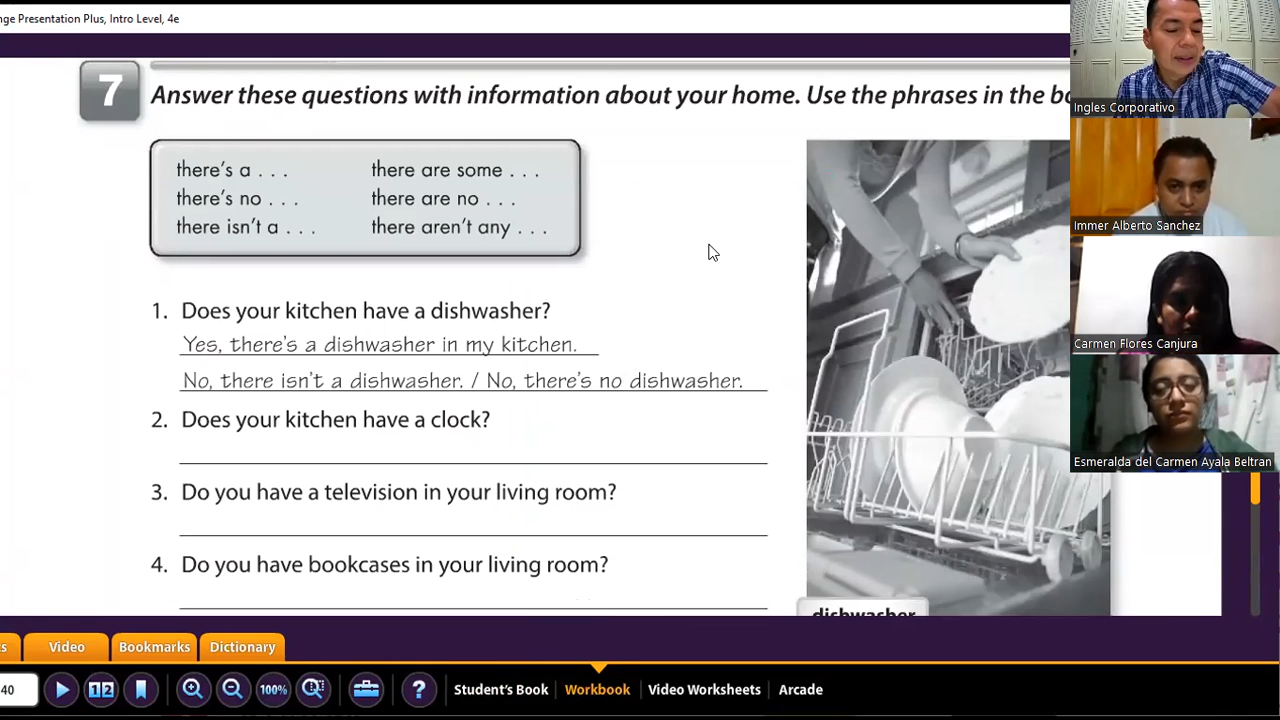 nge Presentation Plus, Intro Level, 4e
7
Answer these questions with information about your home. Use the phrases in the bo
there's a . . .
there are some . . .
there's no . . .
there are no . . .
there isn't a . . .
there aren't any . . .
1. Does your kitchen have a dishwasher?
Yes, there's a dishwasher in my kitchen.
No, there isn't a dishwasher. / No, there's no dishwasher.
2. Does your kitchen have a clock?
3. Do you have a television in your living room?
4. Do you have bookcases in your living room?
dishwasher
Ingles Corporativo
Immer Alberto Sanchez
Carmen Flores Canjura
Esmeralda del Carmen Ayala Beltran
ts
Video
Bookmarks
Dictionary
40
12
100%
?
Student's Book
Workbook
Video Worksheets
Arcade